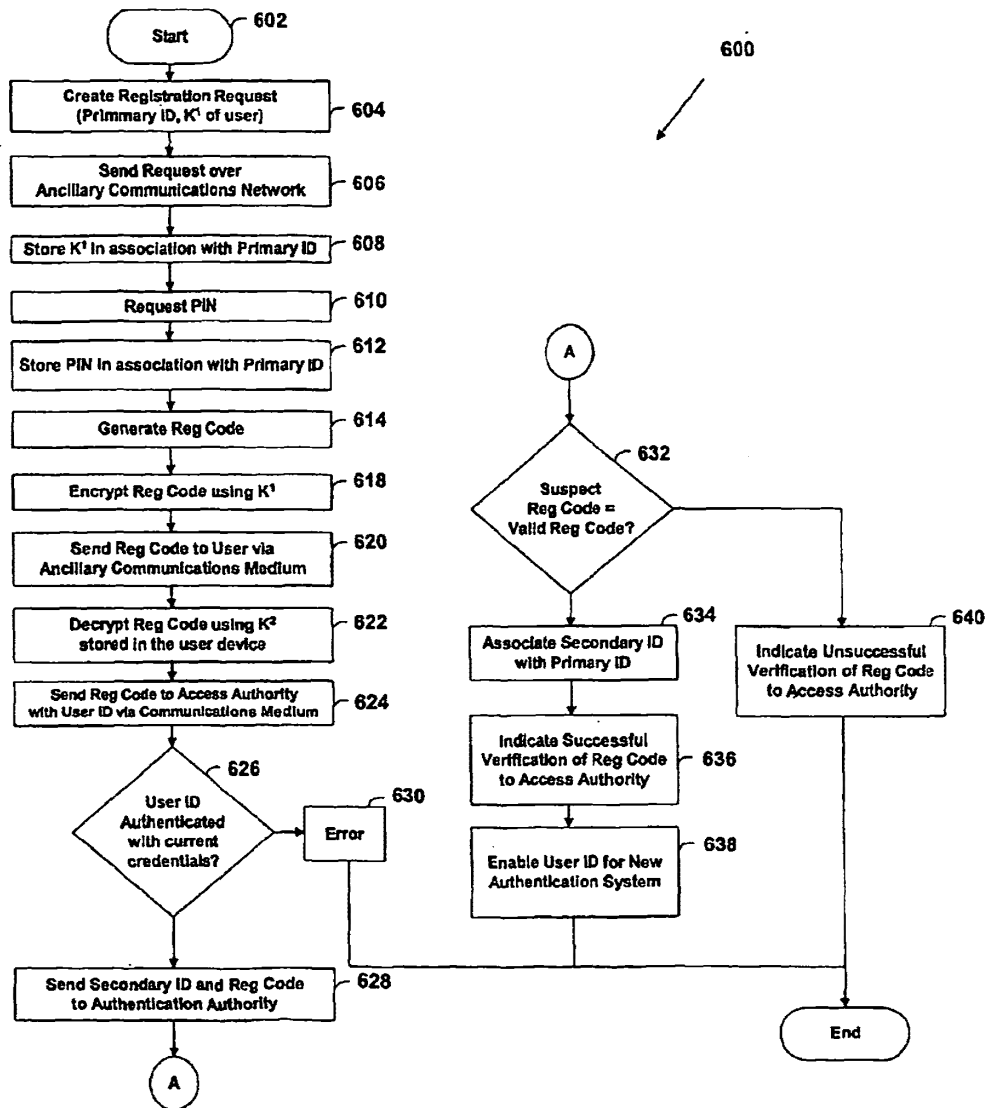 Start
602
600
Create Registration Request
(Primmary ID, K¹ of user)
604
Send Request over
Ancillary Communications Network
606
Store K¹ in association with Primary ID
608
Request PIN
610
Store PIN in association with Primary ID
612
Generate Reg Code
614
Encrypt Reg Code using K¹
618
Send Reg Code to User via
Ancillary Communications Medium
620
Decrypt Reg Code using K²
stored in the user device
622
Send Reg Code to Access Authority
with User ID via Communications Medium
624
User ID
Authenticated
with current
credentials?
626
Error
630
Send Secondary ID and Reg Code
to Authentication Authority
628
A
A
Suspect
Reg Code =
Valid Reg Code?
632
Associate Secondary ID
with Primary ID
634
Indicate Successful
Verification of Reg Code
to Access Authority
636
Enable User ID for New
Authentication System
638
Indicate Unsuccessful
Verification of Reg Code
to Access Authority
640
End